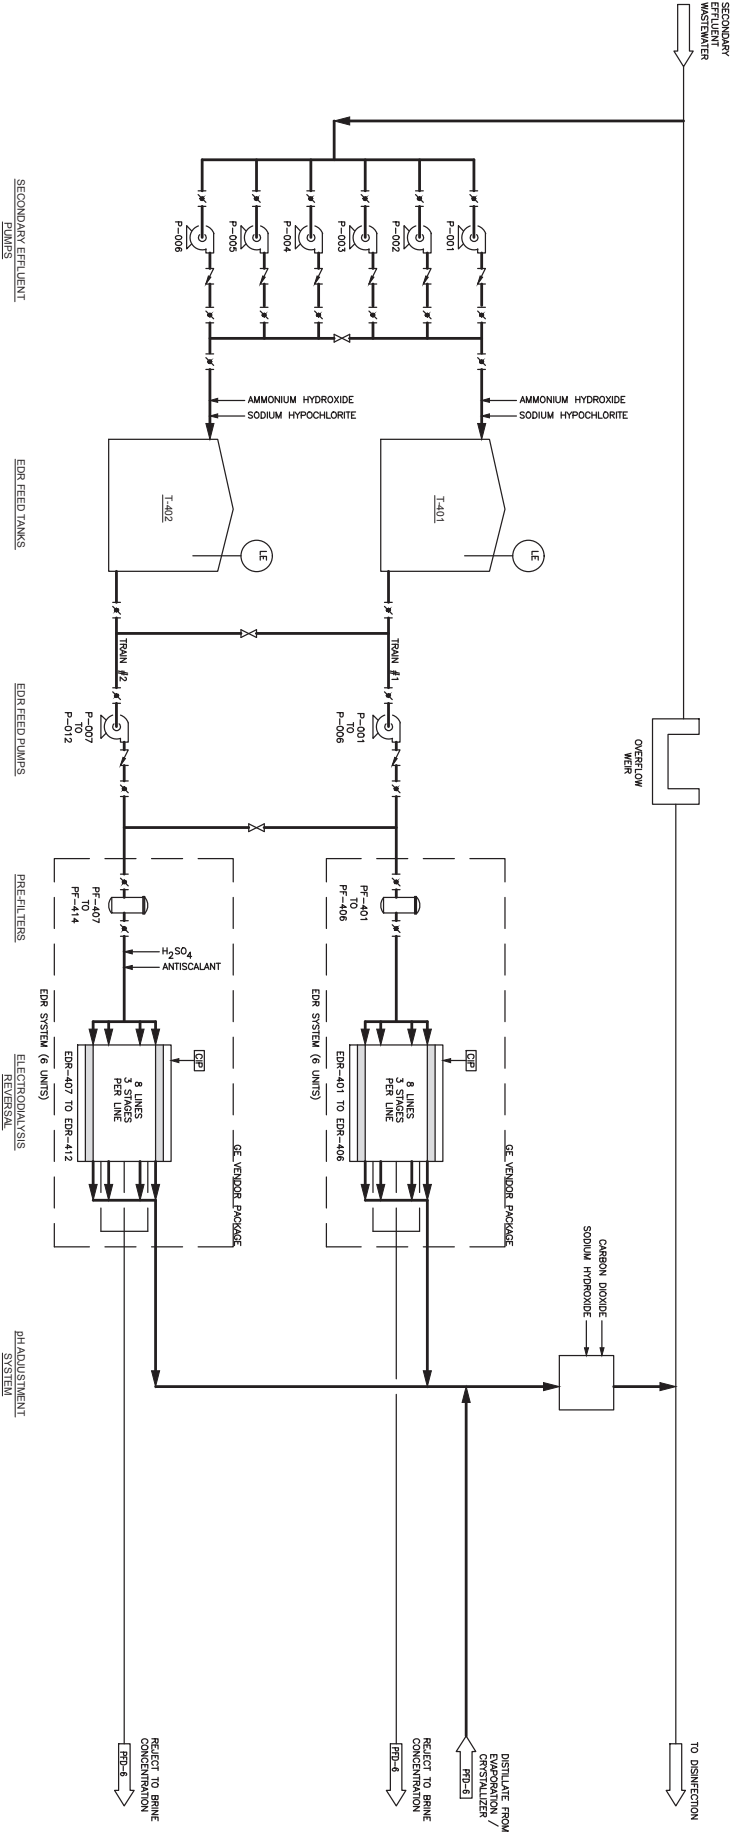 SECONDARY
EFFLUENT
WASTEWATER
OVERFLOW
WEIR
TO DISINFECTION
CARBON DIOXIDE
SODIUM HYDROXIDE
DISTILLATE FROM
EVAPORATION /
CRYSTALLIZER
PFD-6
P-001
P-002
P-003
P-004
P-005
P-006
AMMONIUM HYDROXIDE
SODIUM HYPOCHLORITE
T-401
LE
TRAIN #1
P-001
TO
P-006
PF-401
TO
PF-406
GE VENDOR PACKAGE
CIP
8 LINES
3 STAGES
PER LINE
EDR-401 TO EDR-406
EDR SYSTEM (6 UNITS)
REJECT TO BRINE
CONCENTRATION
PFD-6
AMMONIUM HYDROXIDE
SODIUM HYPOCHLORITE
T-402
LE
TRAIN #2
P-007
TO
P-012
PF-407
TO
PF-414
H2SO4
ANTISCALANT
GE VENDOR PACKAGE
CIP
8 LINES
3 STAGES
PER LINE
EDR-407 TO EDR-412
EDR SYSTEM (6 UNITS)
REJECT TO BRINE
CONCENTRATION
PFD-6
SECONDARY EFFLUENT
PUMPS
EDR FEED TANKS
EDR FEED PUMPS
PRE-FILTERS
ELECTRODIALYSIS
REVERSAL
pH ADJUSTMENT
SYSTEM